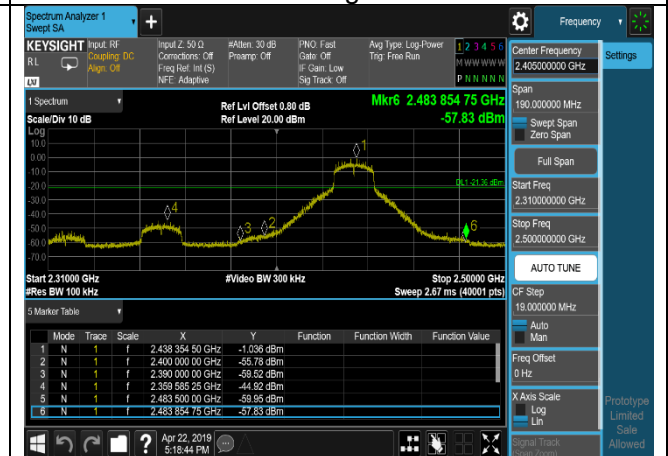 Spectrum Analyzer 1
Swept SA
+
Frequency
KEYSIGHT
RL
Input: RF
Coupling: DC
Align: Off
Input Z: 50 Ω
Corrections: Off
Freq Ref: Int (S)
NFE: Adaptive
#Atten: 30 dB
Preamp: Off
PNO: Fast
Gate: Off
IF Gain: Low
Sig Track: Off
Avg Type: Log-Power
Trig: Free Run
1 2 3 4 5 6
M W W W W W
P N N N N N
1 Spectrum
Scale/Div 10 dB
Log
Ref Lvl Offset 0.80 dB
Ref Level 20.00 dBm
Mkr6 2.483 854 75 GHz
-57.83 dBm
10.0
0.00
-10.0
-20.0
-30.0
-40.0
-50.0
-60.0
-70.0
1
DL1 -21.36 dBm
4
3
2
6
Start 2.31000 GHz
#Res BW 100 kHz
#Video BW 300 kHz
Stop 2.50000 GHz
Sweep 2.67 ms (40001 pts)
5 Marker Table
Mode Trace Scale X Y Function Function Width Function Value
1 N 1 f 2.438 354 50 GHz -1.036 dBm
2 N 1 f 2.400 000 00 GHz -55.78 dBm
3 N 1 f 2.390 000 00 GHz -59.52 dBm
4 N 1 f 2.359 585 25 GHz -44.92 dBm
5 N 1 f 2.483 500 00 GHz -59.95 dBm
6 N 1 f 2.483 854 75 GHz -57.83 dBm
?
Apr 22, 2019
5:18:44 PM
Center Frequency
2.405000000 GHz
Settings
Span
190.000000 MHz
Swept Span
Zero Span
Full Span
Start Freq
2.310000000 GHz
Stop Freq
2.500000000 GHz
AUTO TUNE
CF Step
19.000000 MHz
Auto
Man
Freq Offset
0 Hz
X Axis Scale
Log
Lin
Signal Track
(Span Zoom)
Prototype
Limited
Sale
Allowed